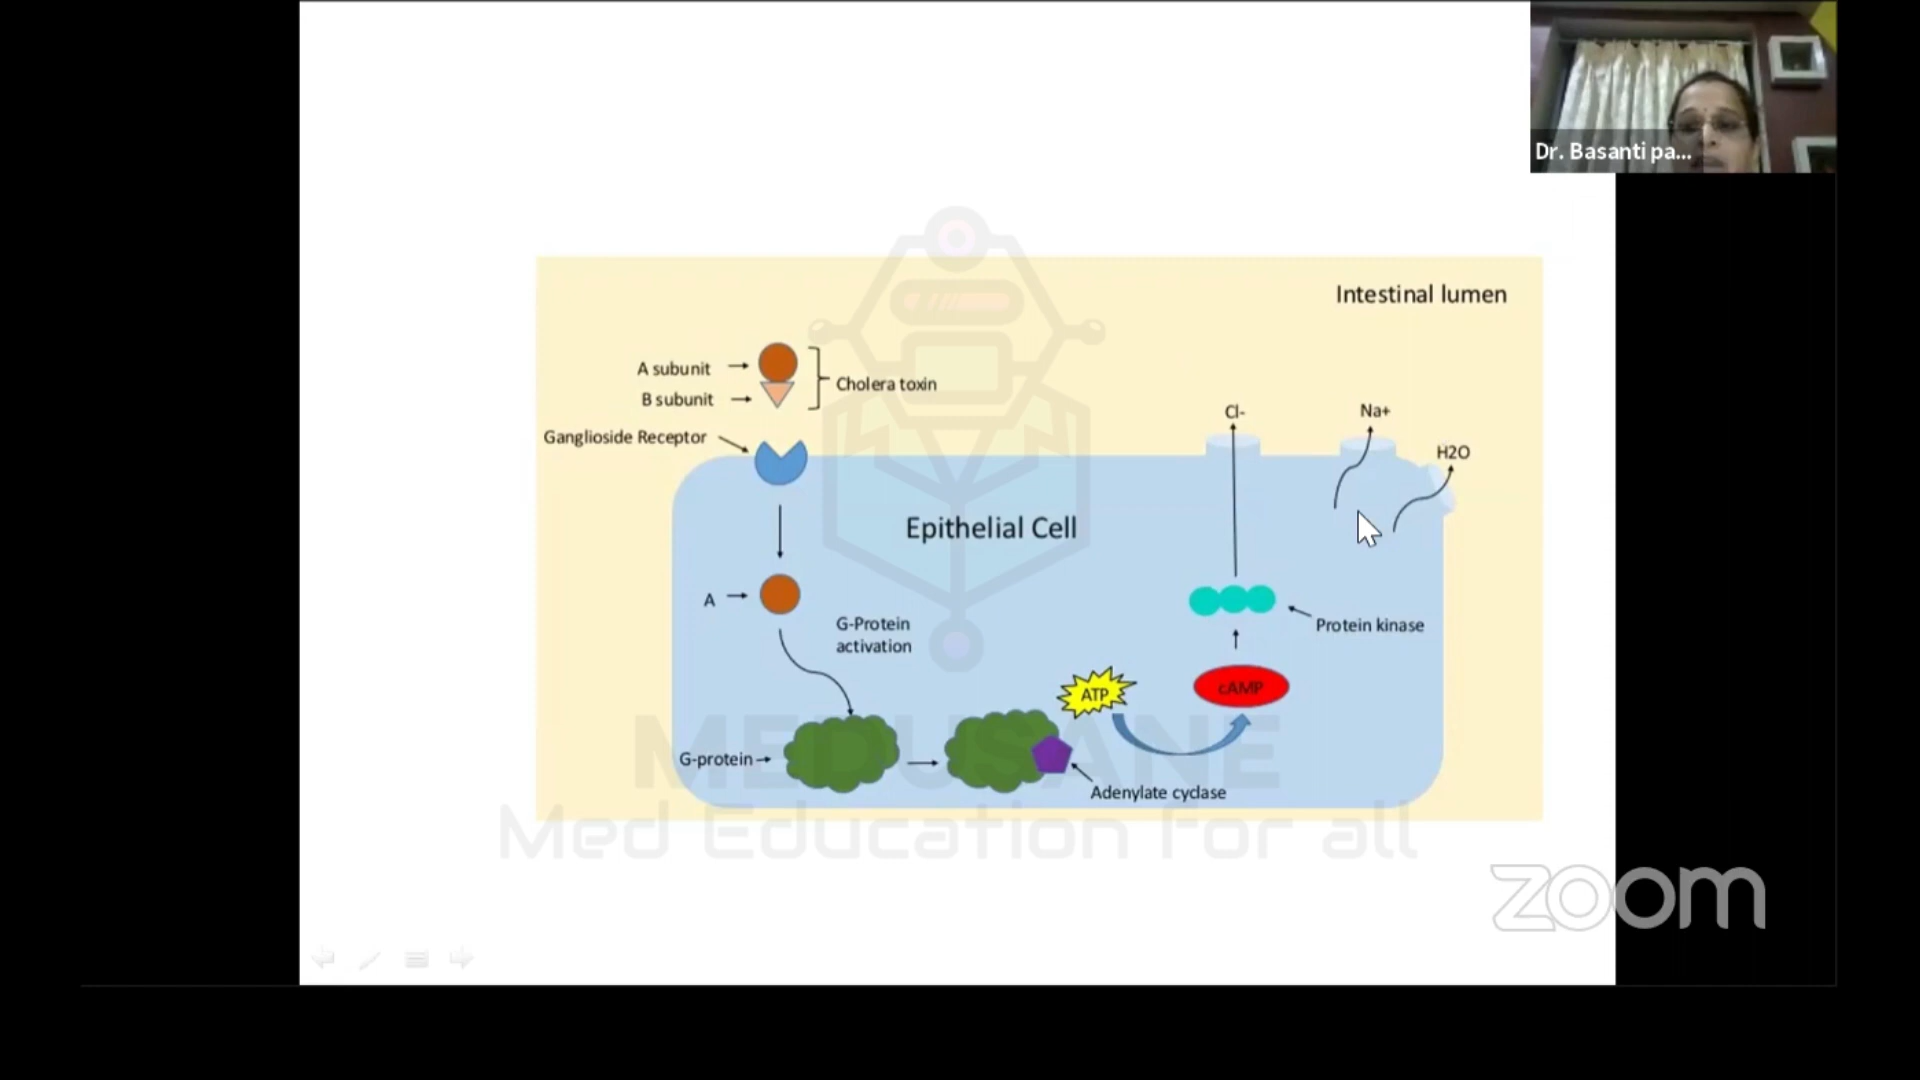 Dr. Basanti pa...
Intestinal lumen
A subunit
B subunit
Cholera toxin
Ganglioside Receptor
Cl-
Na+
H2O
Epithelial Cell
A
G-Protein
activation
Protein kinase
ATP
cAMP
G-protein
Adenylate cyclase
MEDUSANE
Med Education for all
zoom